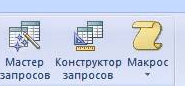 Мастер запросов
Конструктор запросов
Макрос